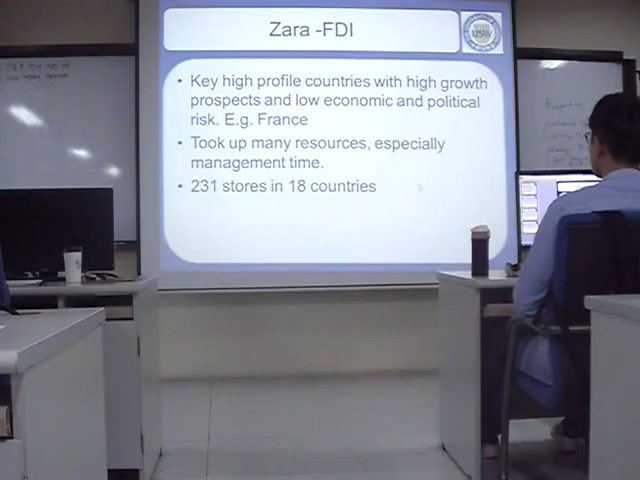 Zara -FDI
USW
• Key high profile countries with high growth
prospects and low economic and political
risk. E.g. France
• Took up many resources, especially
management time.
• 231 stores in 18 countries
Exporting